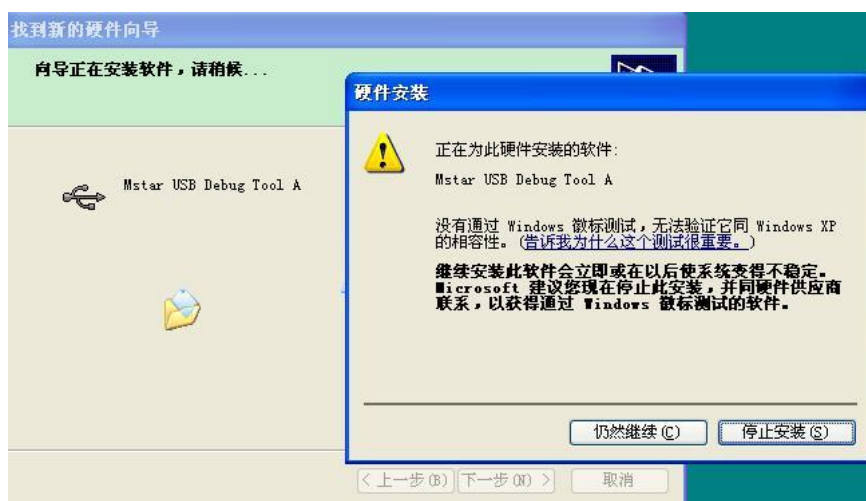 找到新的硬件向导
向导正在安装软件，请稍候...
Mstar USB Debug Tool A
硬件安装
正在为此硬件安装的软件:
Mstar USB Debug Tool A
没有通过 Windows 徽标测试，无法验证它同 Windows XP
的相容性。(告诉我为什么这个测试很重要。)
继续安装此软件会立即或在以后使系统变得不稳定。
Microsoft 建议您现在停止此安装，并同硬件供应商
联系，以获得通过 Windows 徽标测试的软件。
仍然继续(C)
停止安装(S)
< 上一步(B)
下一步(N) >
取消